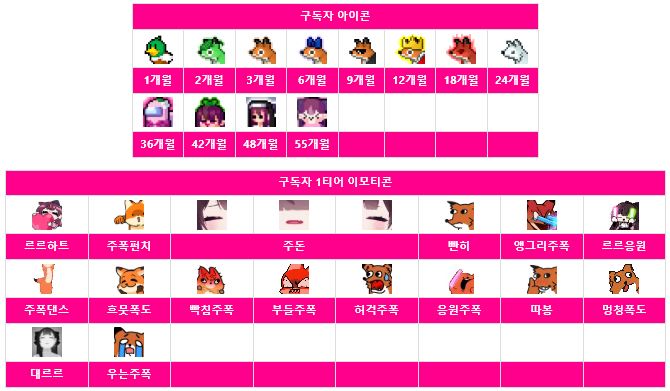 구독자 아이콘
1개월 2개월 3개월 6개월 9개월 12개월 18개월 24개월
36개월 42개월 48개월 55개월
구독자 1티어 이모티콘
르르하트 주폭펀치 주돈 빤히 앵그리주폭 르르응원
주폭댄스 흐뭇폭도 빡침주폭 부들주폭 허걱주폭 응원주폭 따봉 멍청폭도
대르르 우는주폭